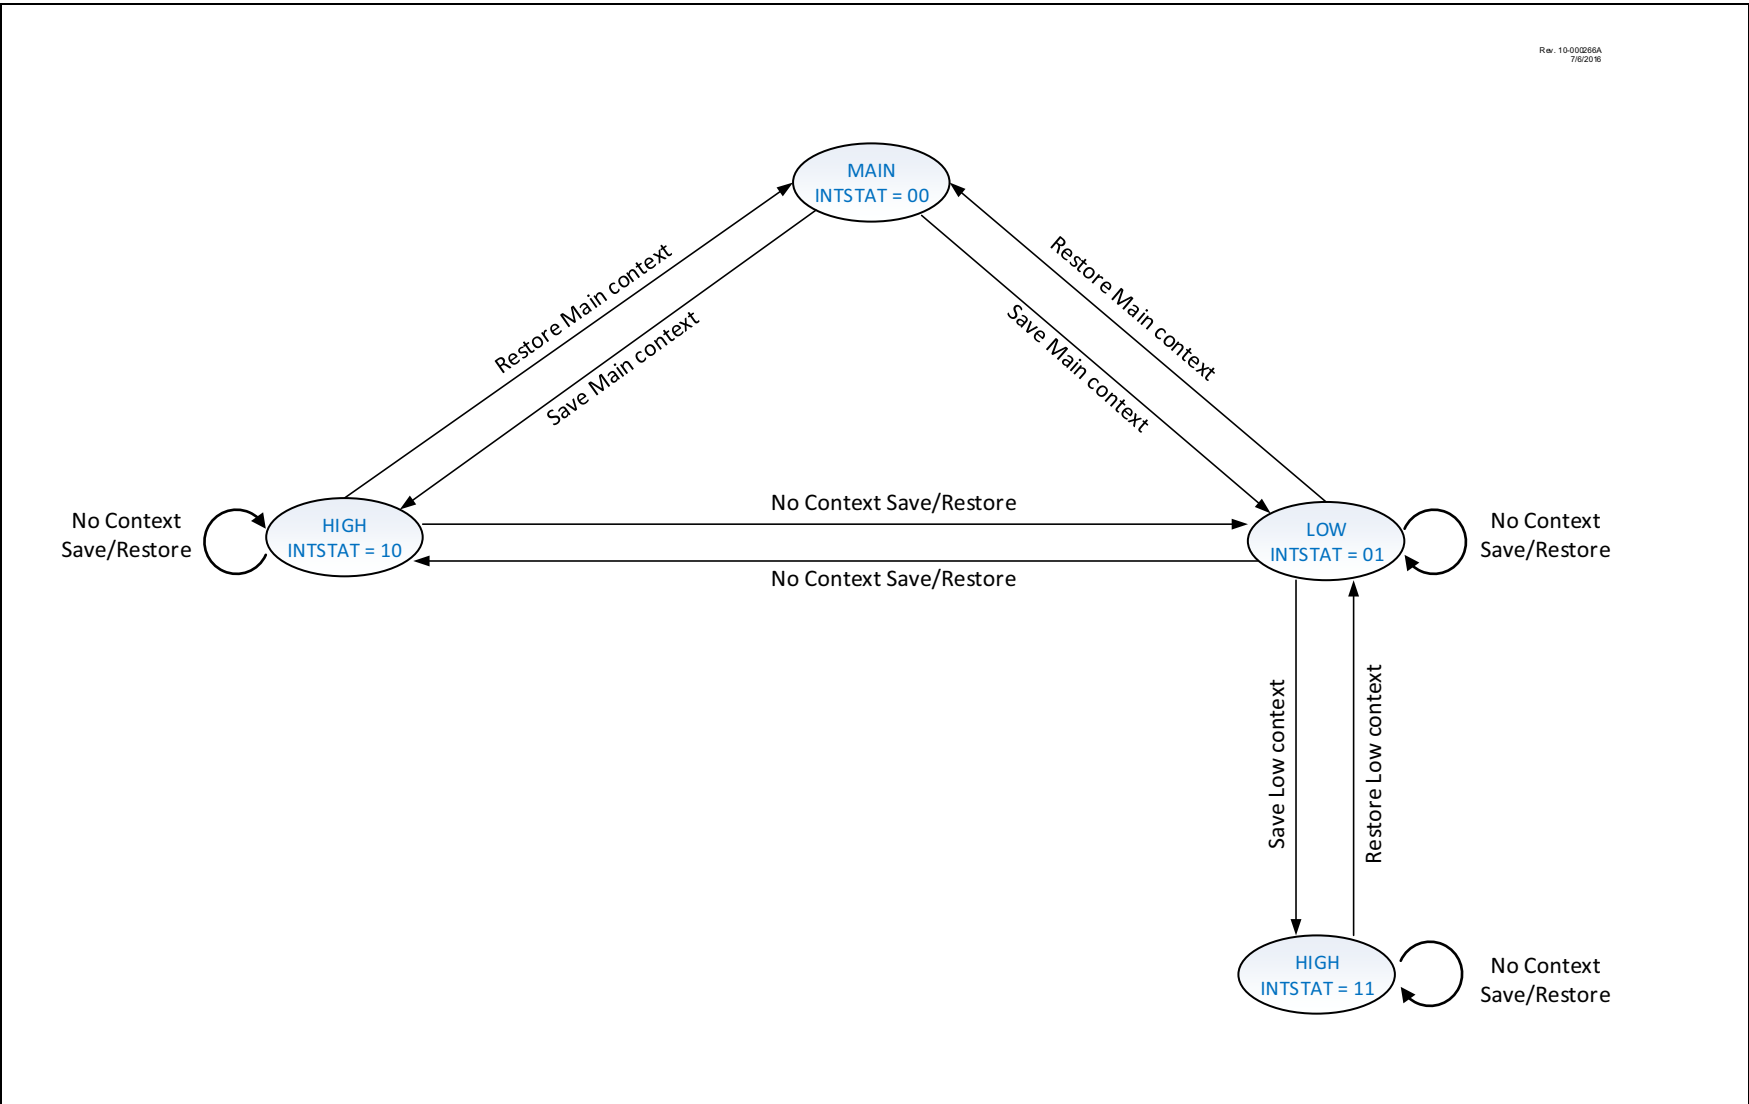 Rev. 10-000266A
7/6/2016
MAIN
INTSTAT = 00
Restore Main context
Save Main context
Restore Main context
Save Main context
No Context
Save/Restore
HIGH
INTSTAT = 10
No Context Save/Restore
No Context Save/Restore
LOW
INTSTAT = 01
No Context
Save/Restore
Save Low context
Restore Low context
HIGH
INTSTAT = 11
No Context
Save/Restore